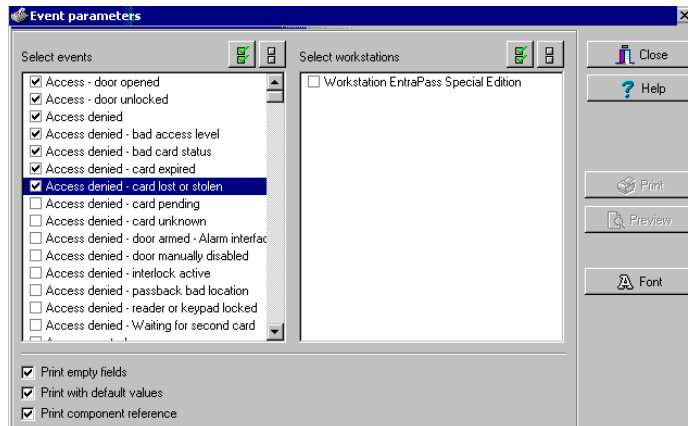 Event parameters
Select events
Select workstations
Access - door opened
Access - door unlocked
Access denied
Access denied - bad access level
Access denied - bad card status
Access denied - card expired
Access denied - card lost or stolen
Access denied - card pending
Access denied - card unknown
Access denied - door armed - Alarm interfac
Access denied - door manually disabled
Access denied - interlock active
Access denied - passback bad location
Access denied - reader or keypad locked
Access denied - Waiting for second card
Workstation EntraPass Special Edition
Close
Help
Print
Preview
Font
Print empty fields
Print with default values
Print component reference